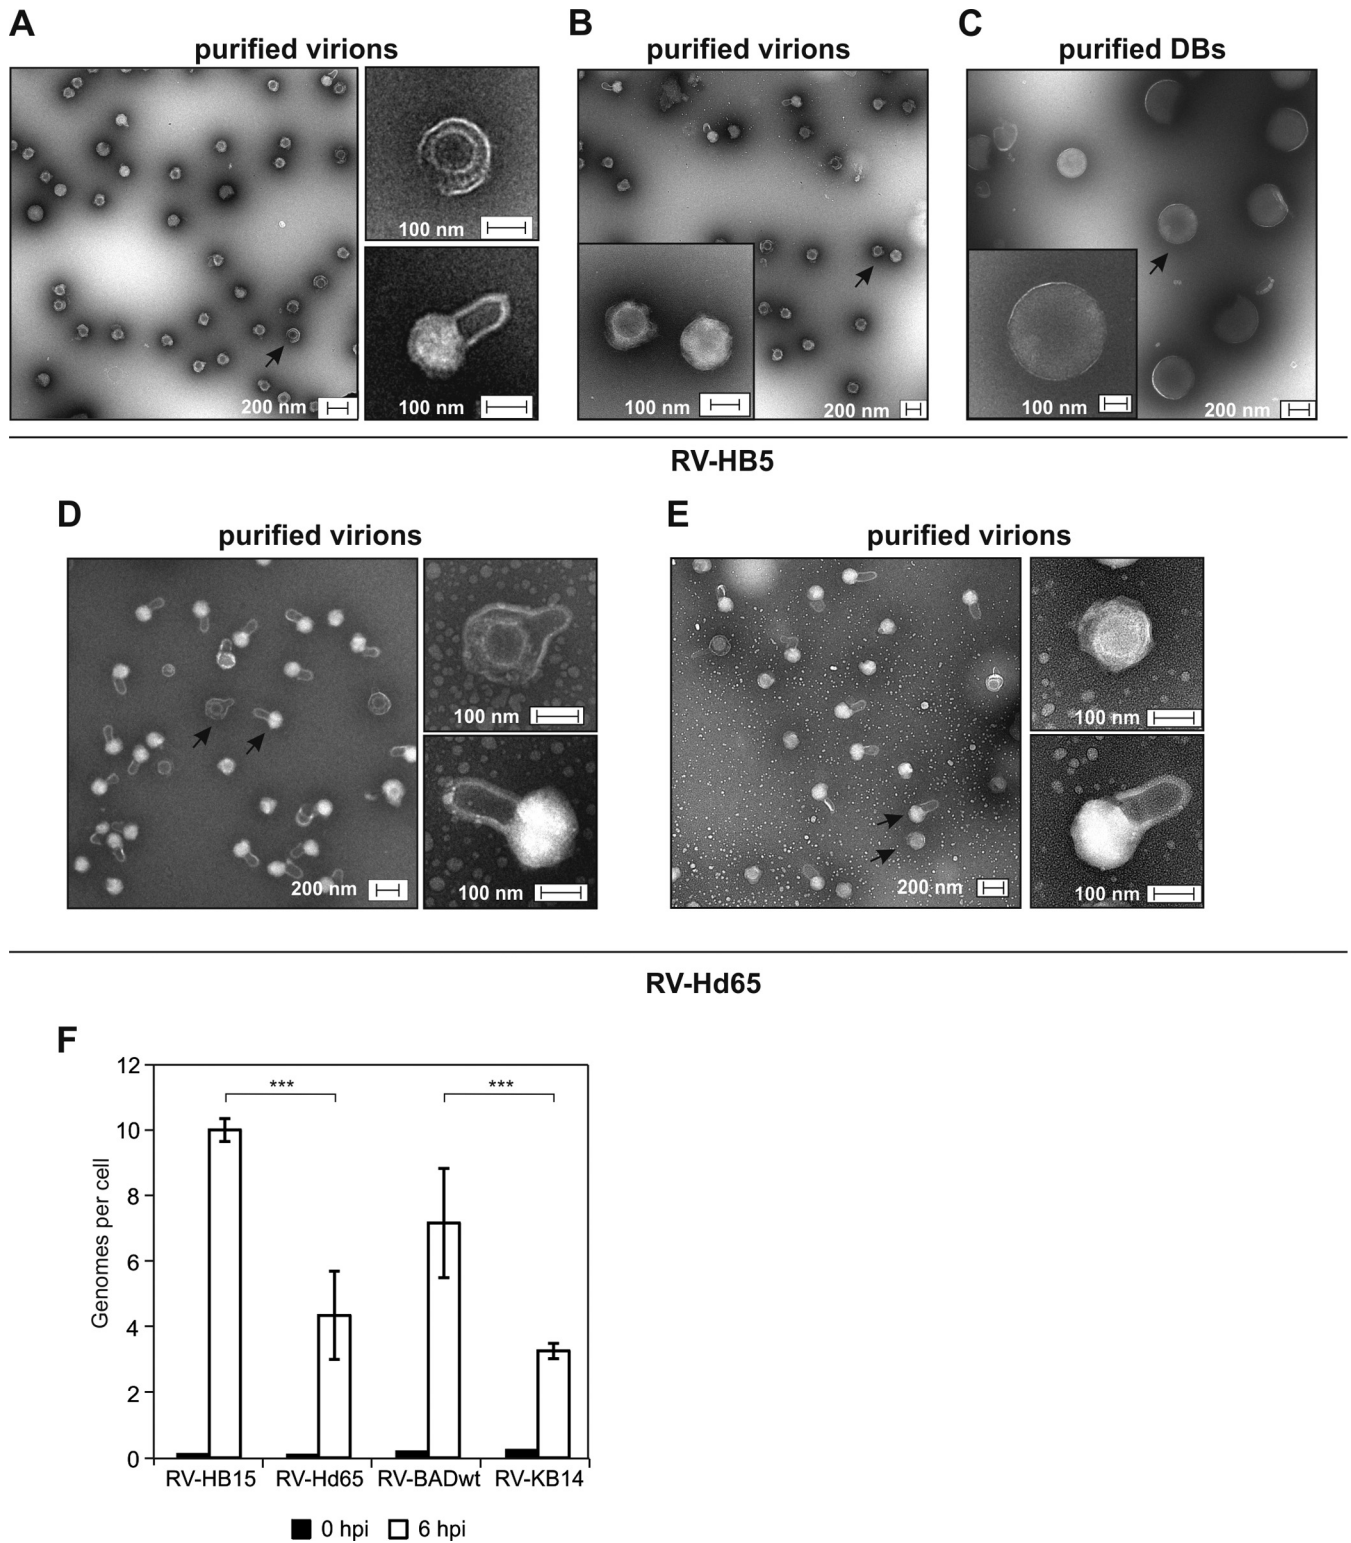 A
purified virions
100 nm
100 nm
200 nm
B
purified virions
100 nm
200 nm
C
purified DBs
100 nm
200 nm
RV-HB5
D
purified virions
100 nm
200 nm
100 nm
E
purified virions
100 nm
200 nm
100 nm
RV-Hd65
F
12
10
8
6
4
2
0
Genomes per cell
***
***
RV-HB15
RV-Hd65
RV-BADwt
RV-KB14
0 hpi
6 hpi